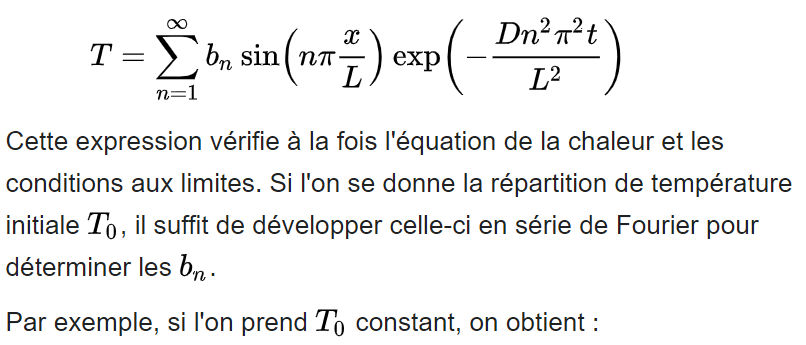 T = \sum_{n=1}^{\infty} b_n \sin\left(n\pi\frac{x}{L}\right) \exp\left(-\frac{Dn^2\pi^2t}{L^2}\right)
Cette expression vérifie à la fois l'équation de la chaleur et les
conditions aux limites. Si l'on se donne la répartition de température
initiale T_0, il suffit de développer celle-ci en série de Fourier pour
déterminer les b_n.
Par exemple, si l'on prend T_0 constant, on obtient :